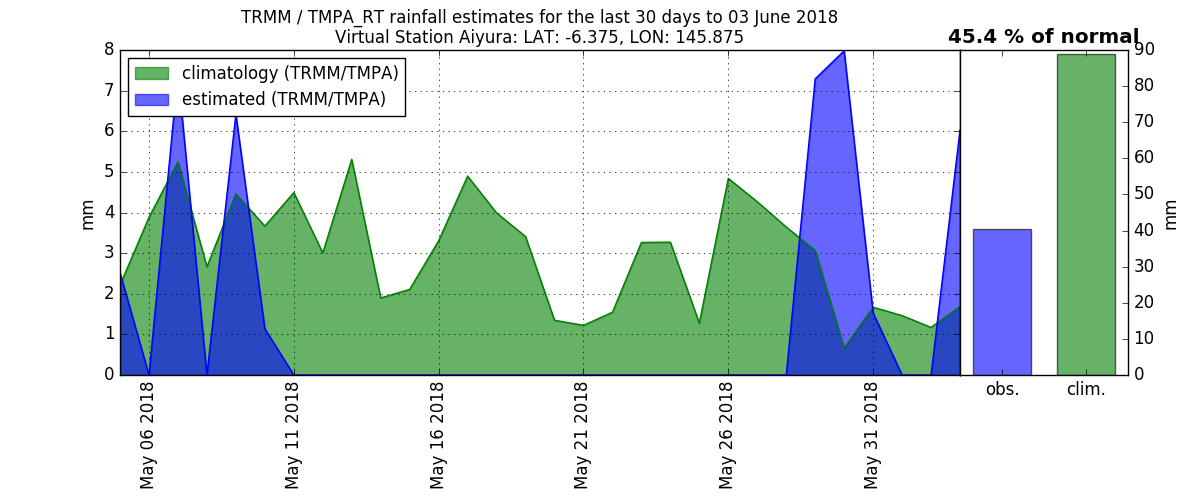 TRMM / TMPA_RT rainfall estimates for the last 30 days to 03 June 2018
Virtual Station Aiyura: LAT: -6.375, LON: 145.875
45.4 % of normal
climatology (TRMM/TMPA)
estimated (TRMM/TMPA)
8
7
6
5
4
3
2
1
0
mm
May 06 2018
May 11 2018
May 16 2018
May 21 2018
May 26 2018
May 31 2018
obs.
clim.
90
80
70
60
50
40
30
20
10
0
mm